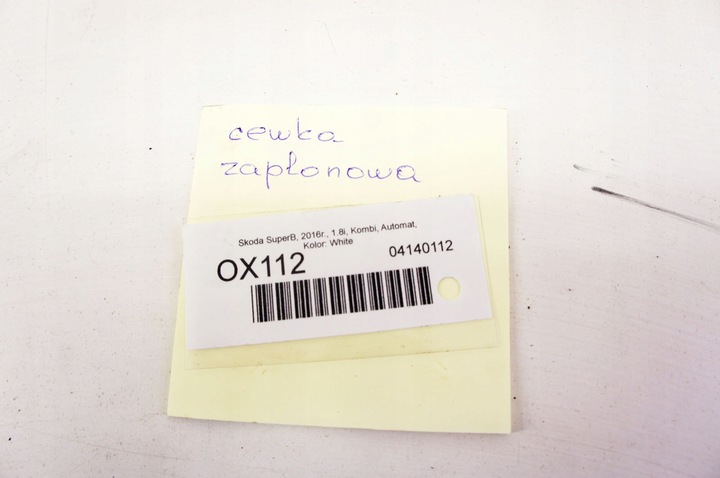 cewka
zapłonowa
Skoda SuperB, 2016r., 1.8i, Kombi, Automat,
Kolor: White
OX112
04140112